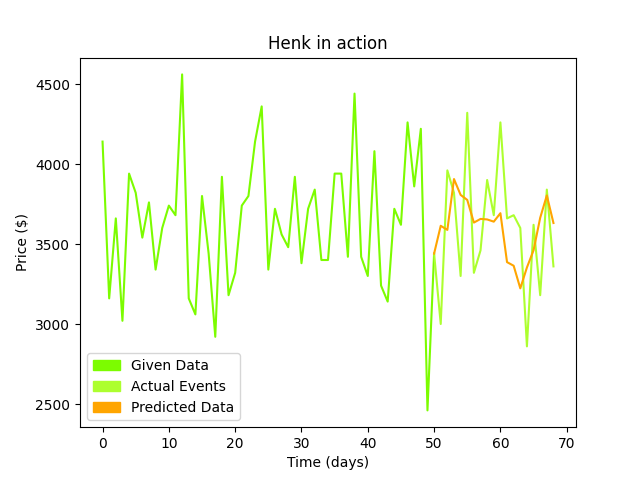 Henk in action
Price ($)
4500
4000
3500
3000
2500
Given Data
Actual Events
Predicted Data
0 10 20 30 40 50 60 70
Time (days)